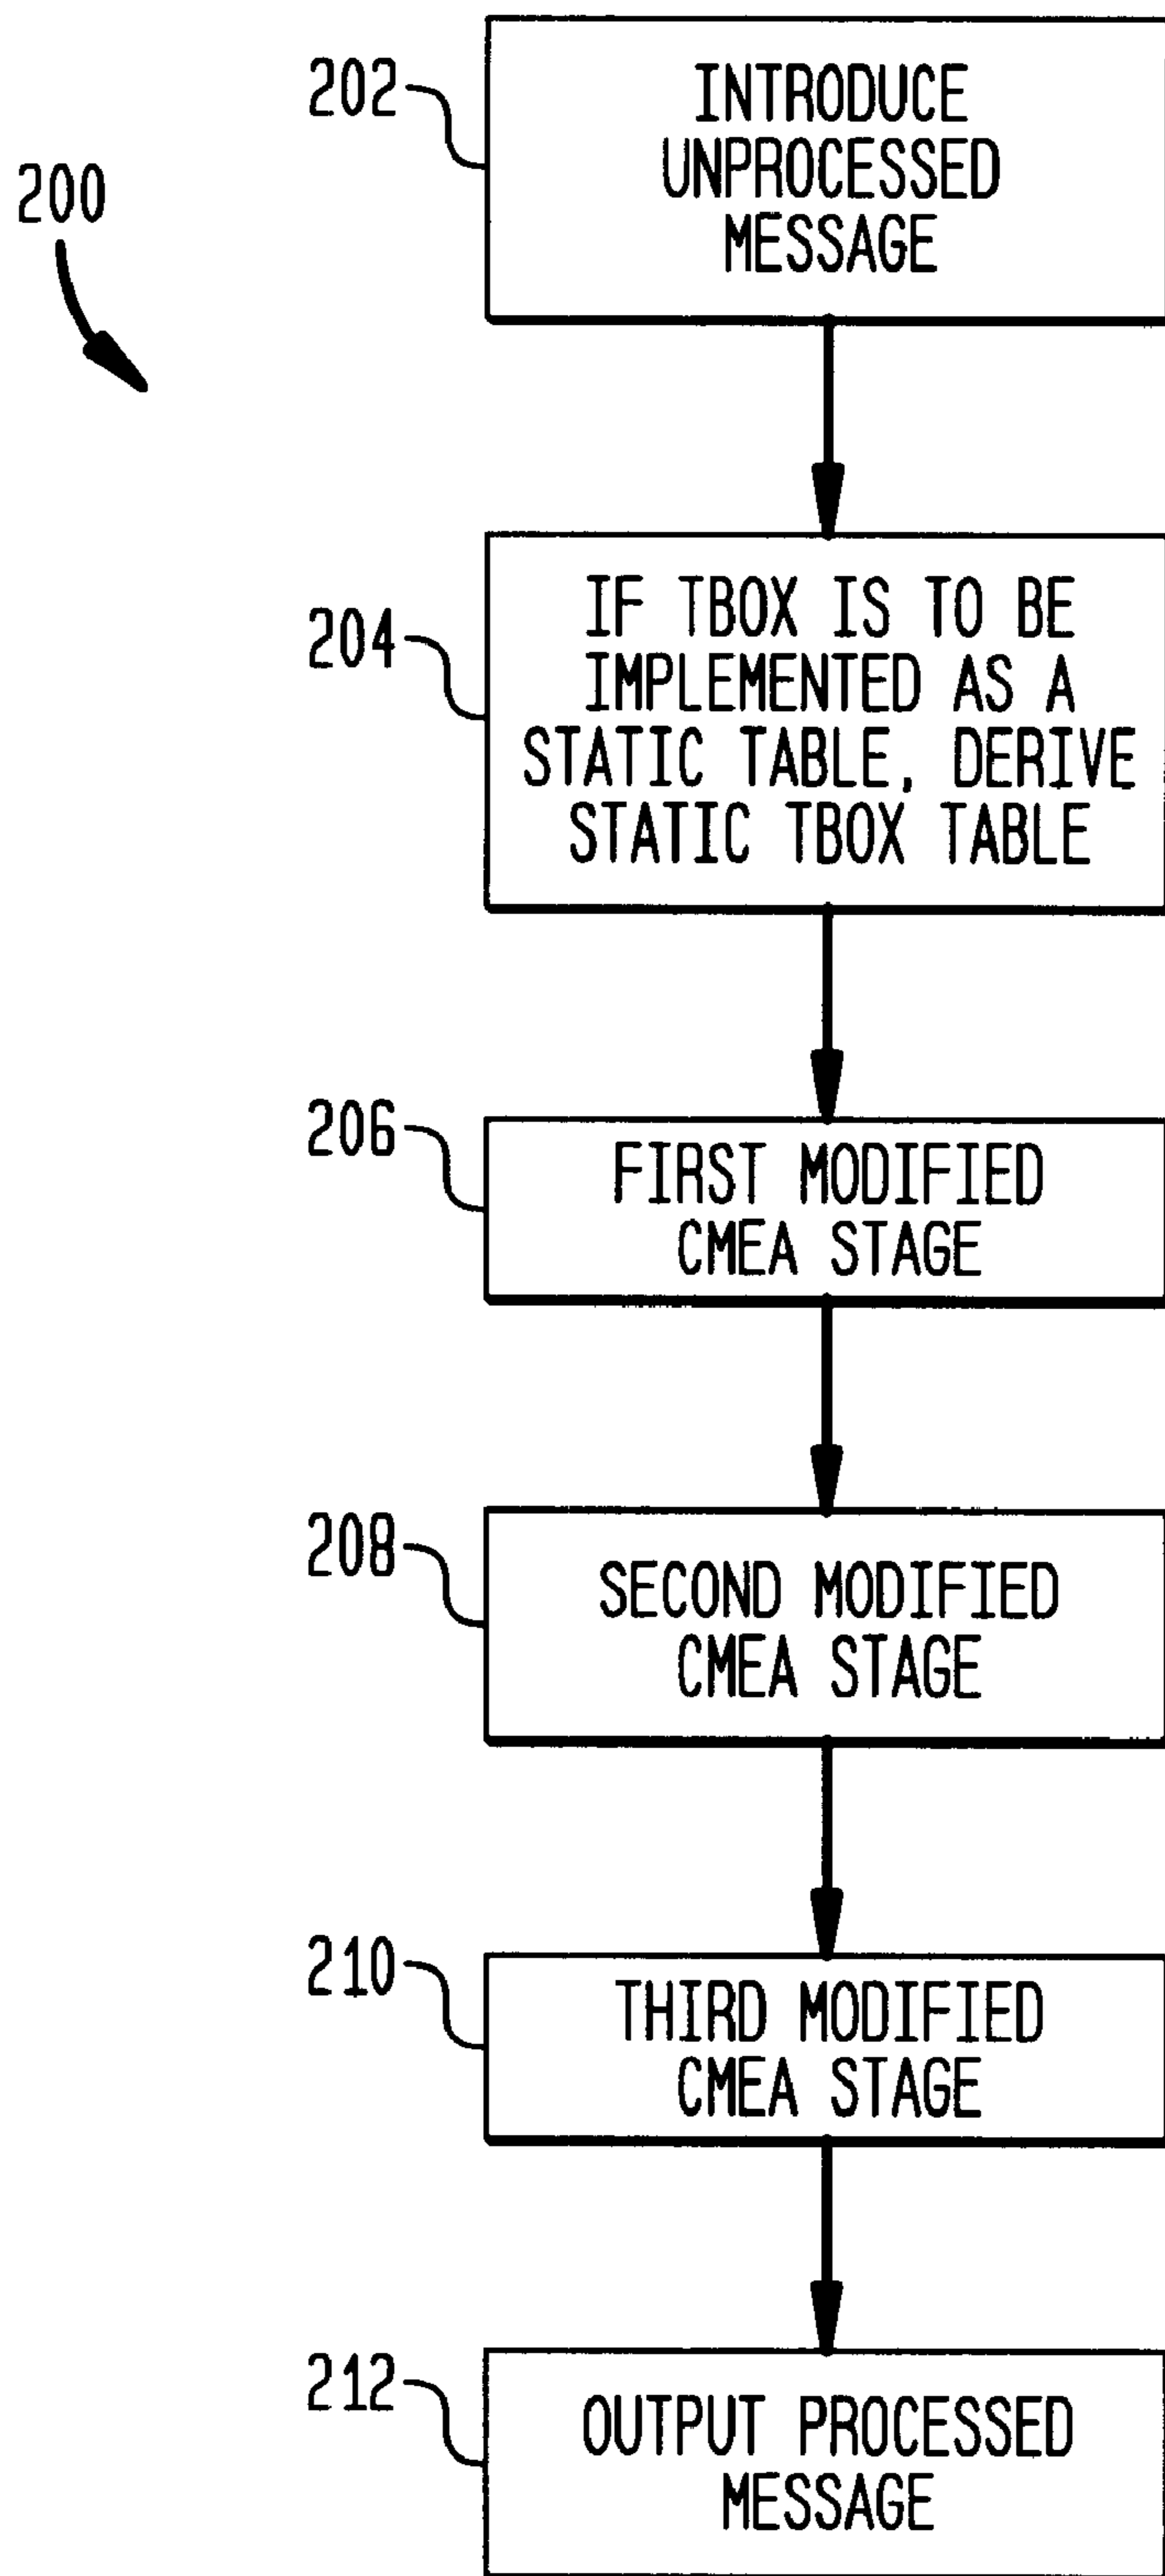 200
202
INTRODUCE
UNPROCESSED
MESSAGE
204
IF TBOX IS TO BE
IMPLEMENTED AS A
STATIC TABLE, DERIVE
STATIC TBOX TABLE
206
FIRST MODIFIED
CMEA STAGE
208
SECOND MODIFIED
CMEA STAGE
210
THIRD MODIFIED
CMEA STAGE
212
OUTPUT PROCESSED
MESSAGE